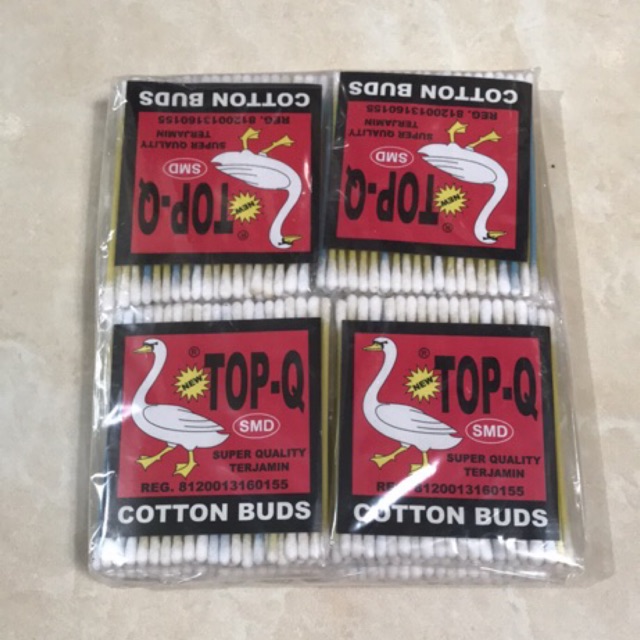 COTTON BUDS
REG. 8120013160155
SUPER QUALITY
TERJAMIN
SMD
NEW TOP-Q ®
COTTON BUDS
REG. 8120013160155
SUPER QUALITY
TERJAMIN
SMD
NEW TOP-Q ®
®
NEW TOP-Q
SMD
SUPER QUALITY
TERJAMIN
REG. 8120013160155
COTTON BUDS
®
NEW TOP-Q
SMD
SUPER QUALITY
TERJAMIN
REG. 8120013160155
COTTON BUDS